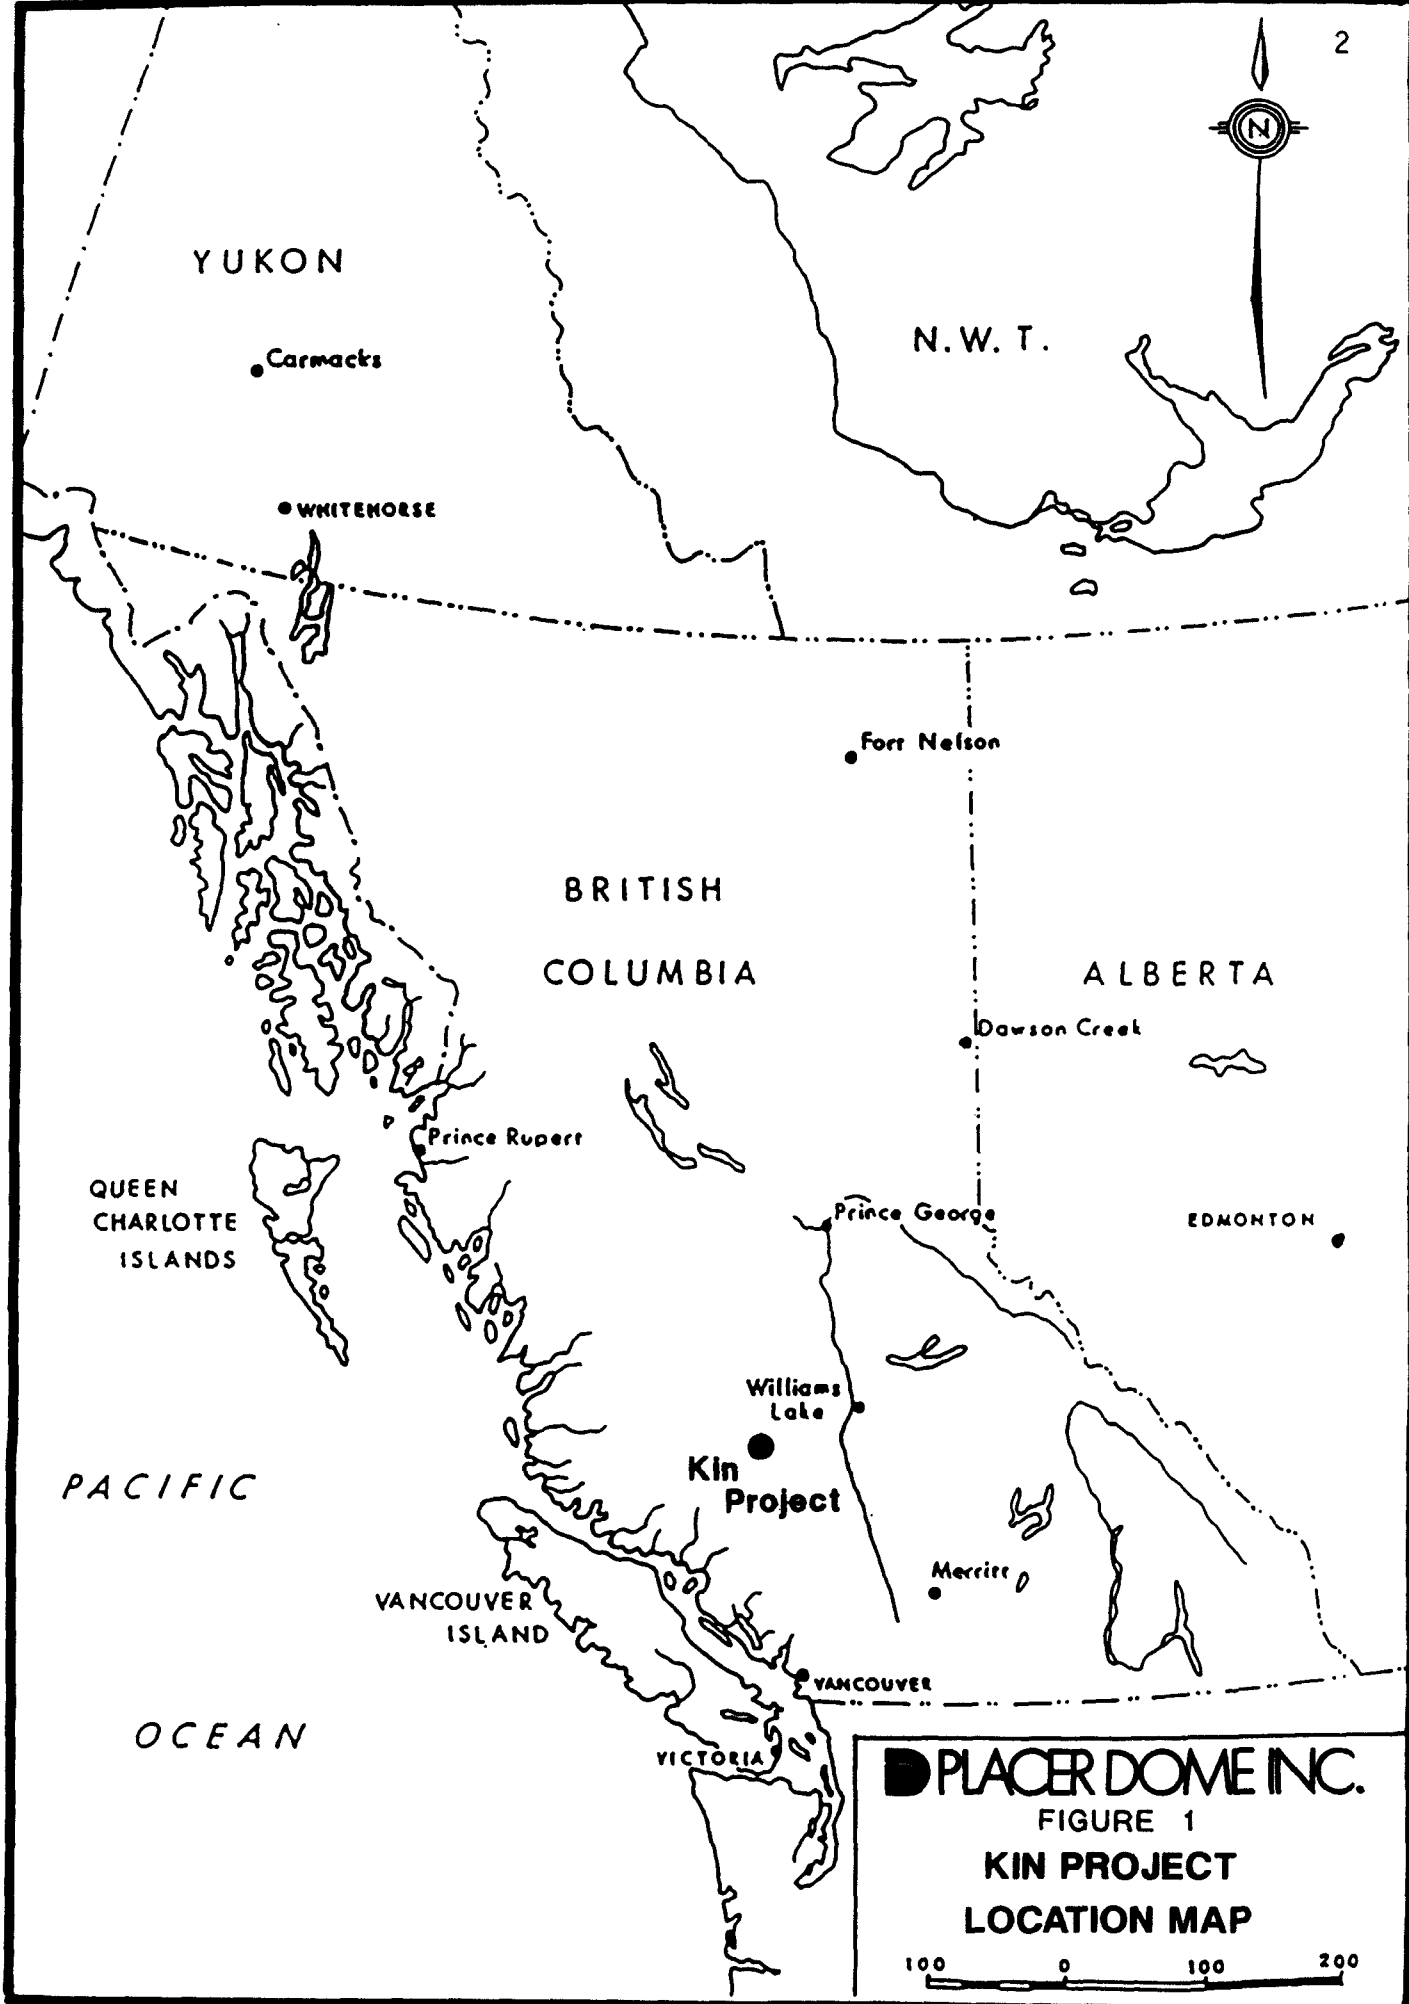 2
N
YUKON
N.W.T.
Carmacks
WHITEHORSE
Fort Nelson
BRITISH
COLUMBIA
ALBERTA
Dawson Creek
Prince Rupert
QUEEN
CHARLOTTE
ISLANDS
Prince George
EDMONTON
Williams
Lake
Kin
Project
PACIFIC
Merritt
VANCOUVER
ISLAND
VANCOUVER
OCEAN
VICTORIA
PLACER DOME INC.
FIGURE 1
KIN PROJECT
LOCATION MAP
100 0 100 200